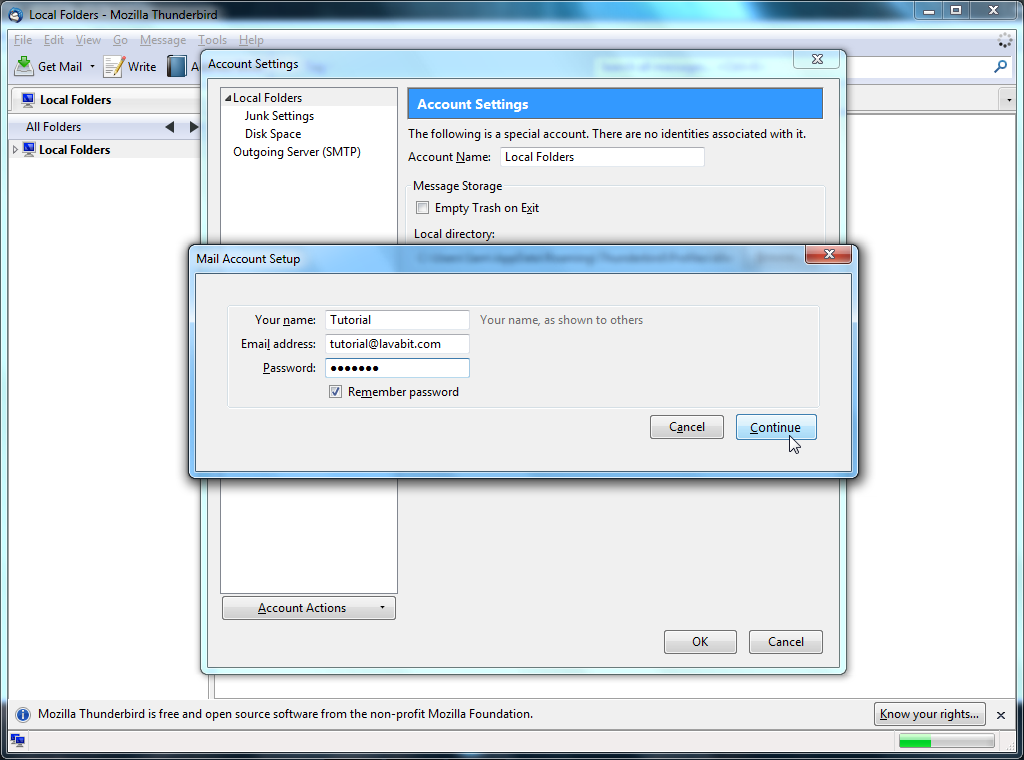 Local Folders - Mozilla Thunderbird
File Edit View Go Message Tools Help
Get Mail Write
Account Settings
Local Folders
All Folders
Local Folders
Local Folders
Junk Settings
Disk Space
Outgoing Server (SMTP)
Account Settings
The following is a special account. There are no identities associated with it.
Account Name: Local Folders
Message Storage
Empty Trash on Exit
Local directory:
Mail Account Setup
Your name: Tutorial Your name, as shown to others
Email address: tutorial@lavabit.com
Password: •••••••
Remember password
Cancel Continue
Account Actions
OK Cancel
Mozilla Thunderbird is free and open source software from the non-profit Mozilla Foundation. Know your rights...